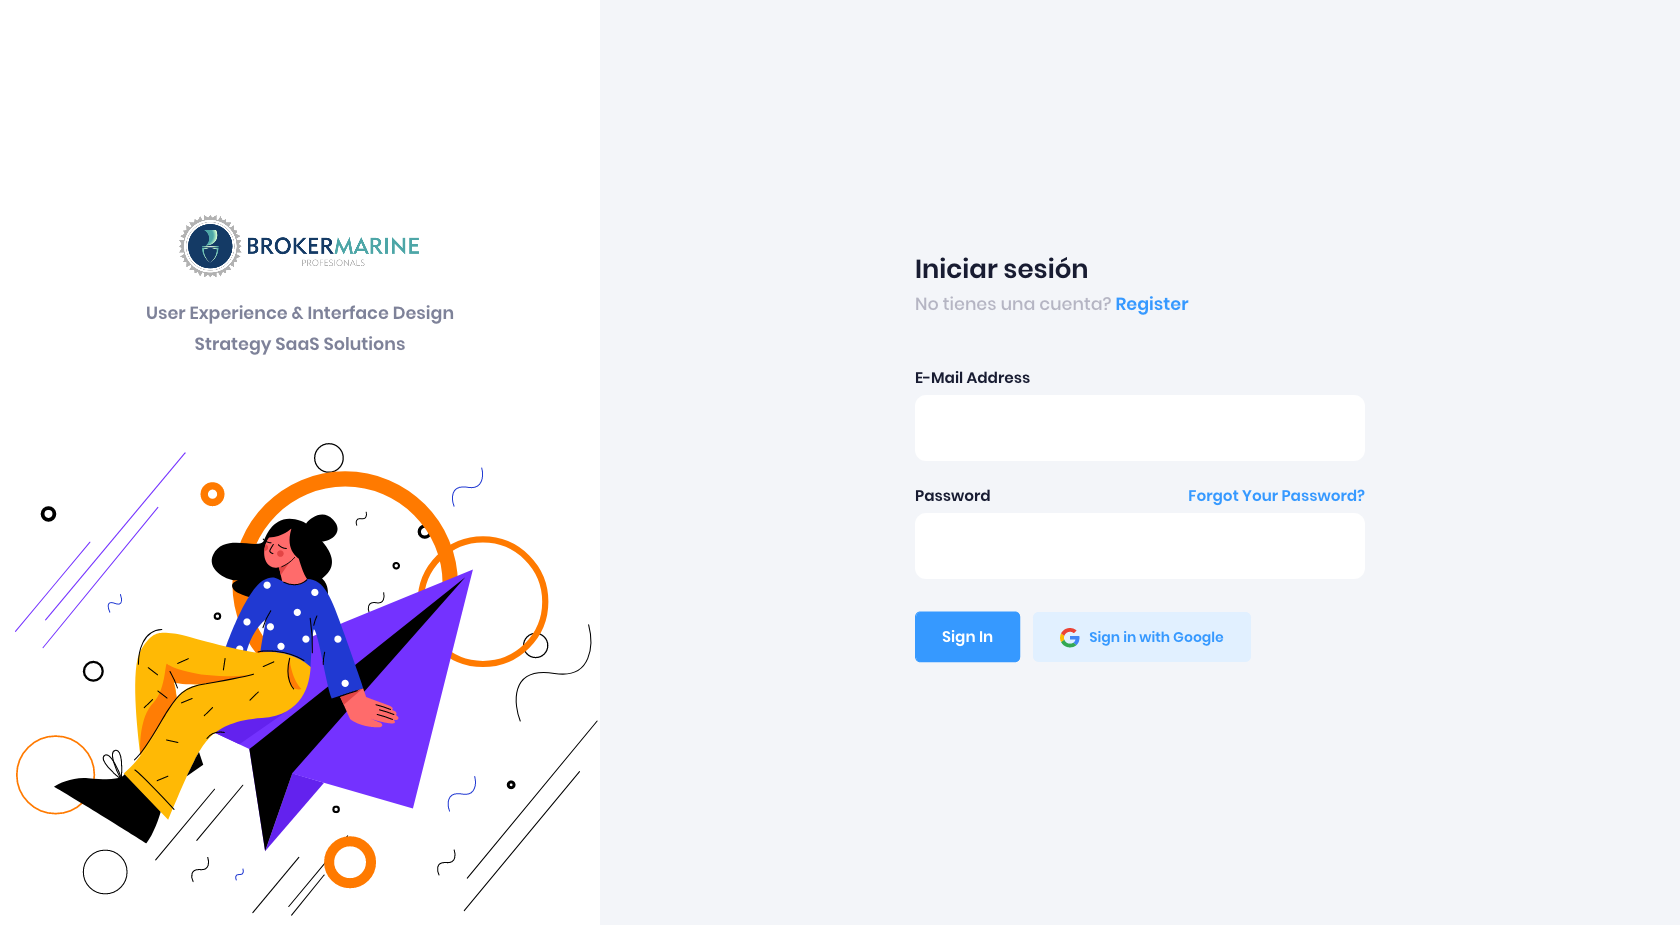 BROKERMARINE
PROFESIONALS
User Experience & Interface Design
Strategy SaaS Solutions
Iniciar sesión
No tienes una cuenta? Register
E-Mail Address
Password
Forgot Your Password?
Sign In
Sign in with Google